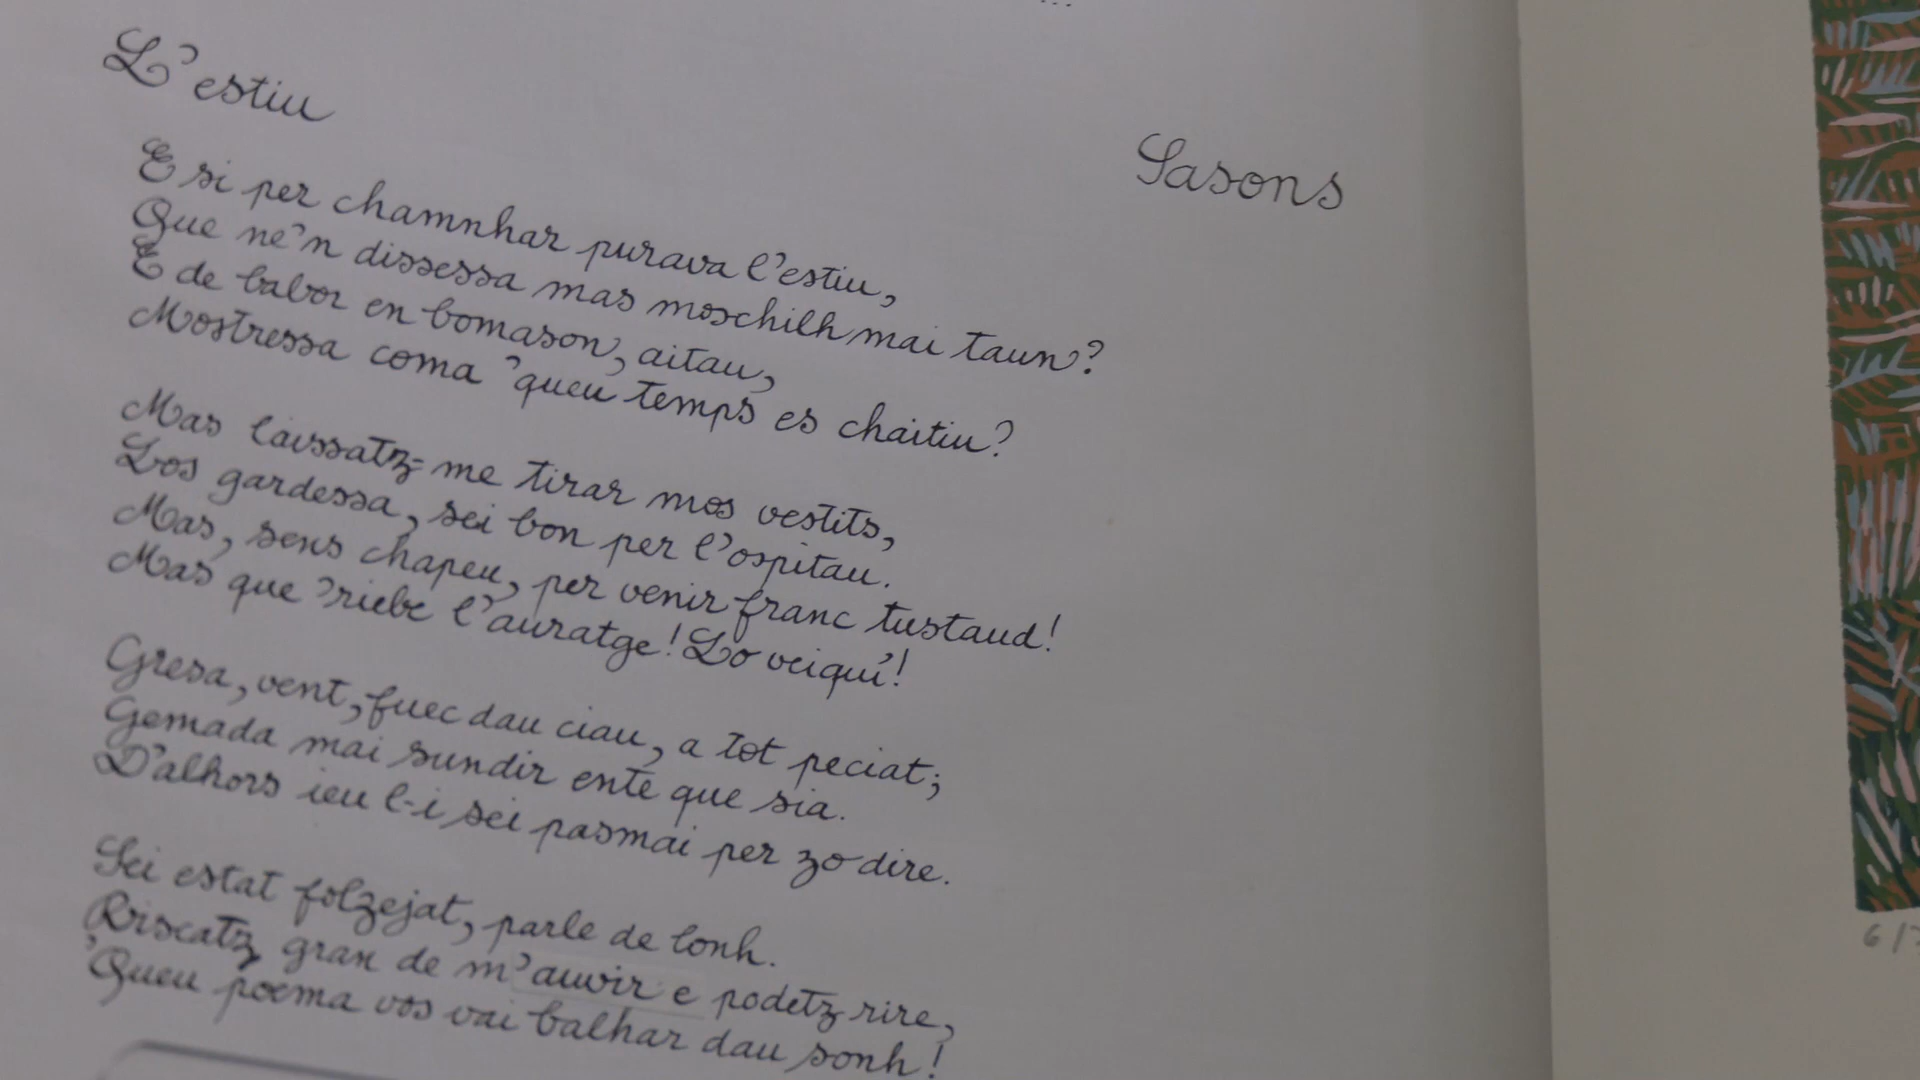 L'estiu
Sasons
E si per chamnhar purava l'estiu,
Que ne'n dissessa mas moschilh mai taun?
E de babor en bomason, aitau,
Mostressa coma 'queu temps es chaitiu?
Mas laissatz-me tirar mos vestits,
Los gardessa, sei bon per l'ospitau.
Mas, sens chapeu, per venir franc tustaud!
Mas que 'riebe l'auratge! Lo veiquí!
Gresa, vent, fuec dau ciau, a tot peciat;
Gemada mai sundir ente que sia.
D'alhors ieu l-i sei pasmai per zo dire.
Sei estat folzejat, parle de lonh.
Riscatz gran de m'auvir e podetz rire,
'Queu poema vos vai balhar dau sonh!